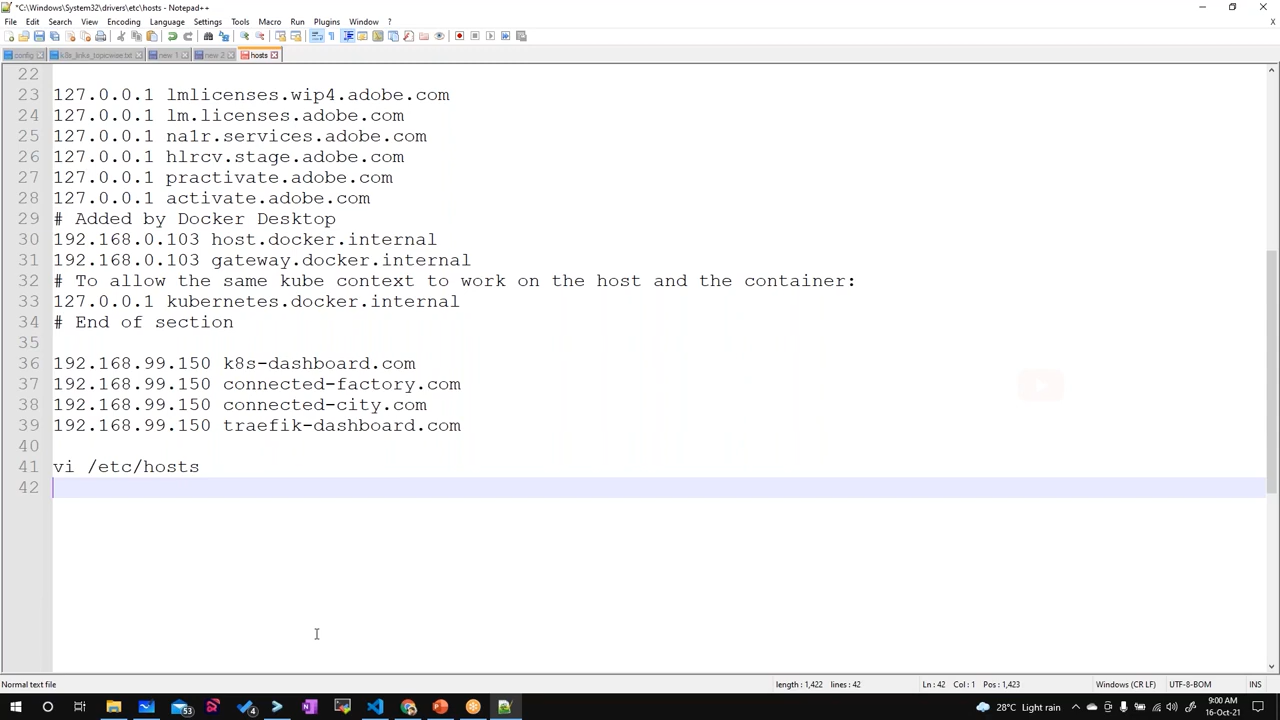 *C:\Windows\System32\drivers\etc\hosts - Notepad++
File Edit Search View Encoding Language Settings Tools Macro Run Plugins Window ?
config k8s_links_topicwise.txt new 1 new 2 hosts
22
23 127.0.0.1 lmlicenses.wip4.adobe.com
24 127.0.0.1 lm.licenses.adobe.com
25 127.0.0.1 na1r.services.adobe.com
26 127.0.0.1 hlrcv.stage.adobe.com
27 127.0.0.1 practivate.adobe.com
28 127.0.0.1 activate.adobe.com
29 # Added by Docker Desktop
30 192.168.0.103 host.docker.internal
31 192.168.0.103 gateway.docker.internal
32 # To allow the same kube context to work on the host and the container:
33 127.0.0.1 kubernetes.docker.internal
34 # End of section
35
36 192.168.99.150 k8s-dashboard.com
37 192.168.99.150 connected-factory.com
38 192.168.99.150 connected-city.com
39 192.168.99.150 traefik-dashboard.com
40
41 vi /etc/hosts
42
Normal text file length : 1,422 lines : 42 Ln : 42 Col : 1 Pos : 1,423 Windows (CR LF) UTF-8-BOM INS
53 4 28°C Light rain 9:00 AM
16-Oct-21